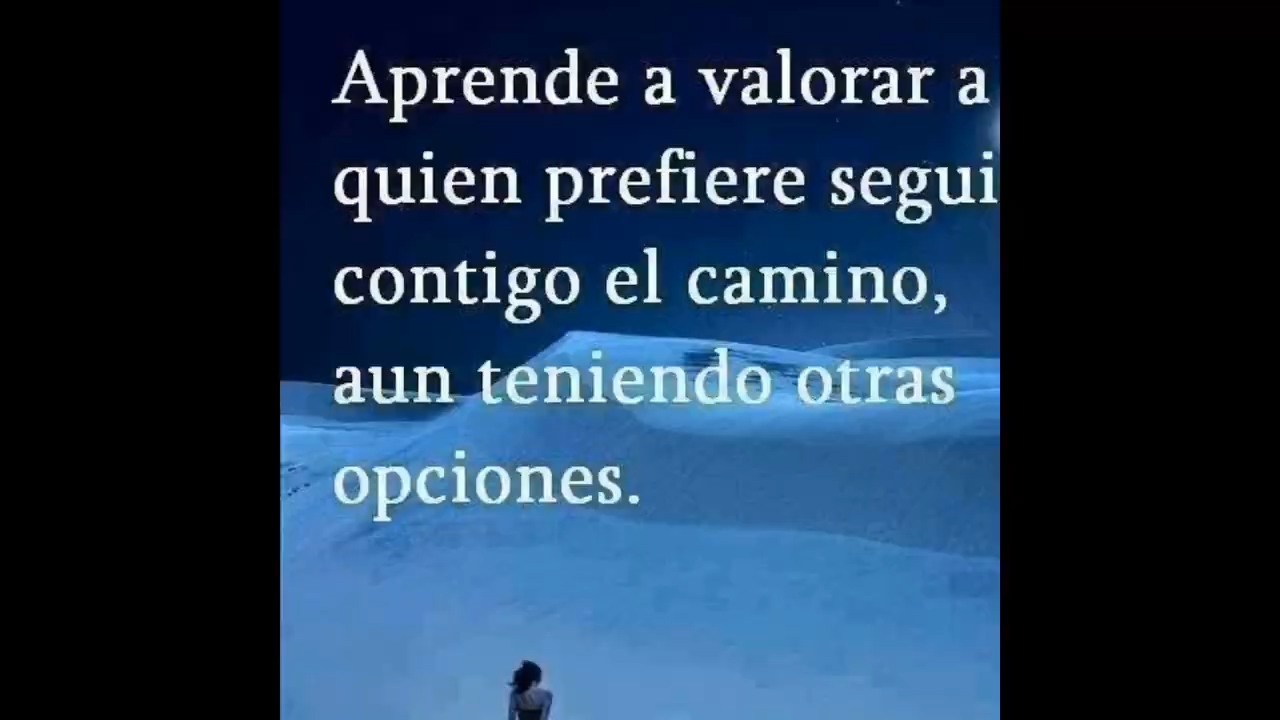 Aprende a valorar a
quien prefiere segui
contigo el camino,
aun teniendo otras
opciones.